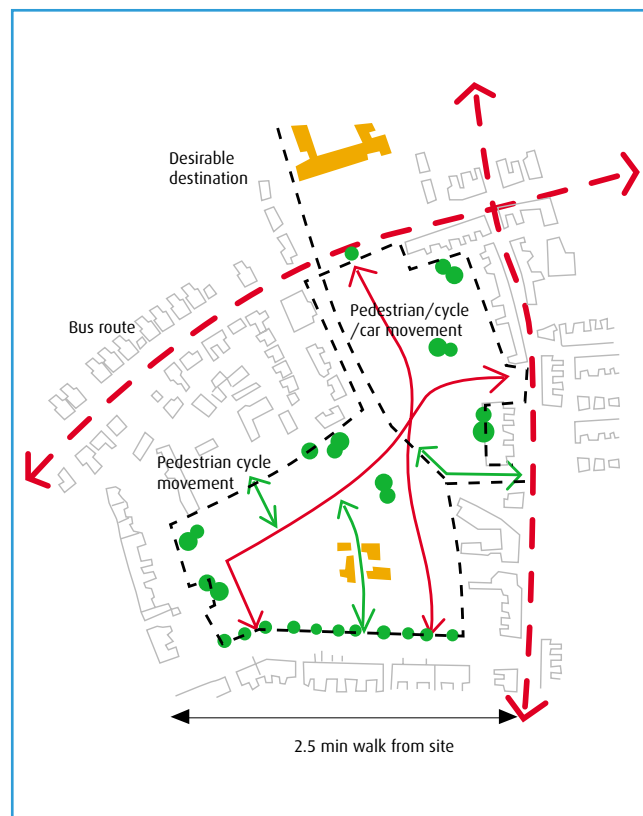 Desirable
destination
Bus route
Pedestrian/cycle
/car movement
Pedestrian cycle
movement
2.5 min walk from site